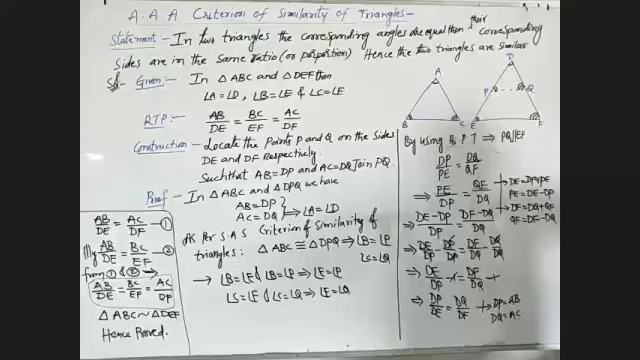 A.A.A Criterion of Similarity of Triangles:-
Statement:- In two triangles the corresponding angles are equal then their corresponding
sides are in the same ratio (or proportion). Hence the two triangles are similar
Sol: Given:- In △ABC and △DEF then
∠A=∠D, ∠B=∠E & ∠C=∠F
RTP:- AB/DE = BC/EF = AC/DF
Construction:- Locate the Points P and Q on the sides
DE and DF Respectively
Such that AB=DP and AC=DQ Join PQ.
Proof:- In △ABC and △DPQ we have
AB=DP
AC=DQ ⇒ ∠A=∠D
As Per S.A.S Criterion of Similarity of
triangles: △ABC ≅ △DPQ ⇒ ∠B=∠P
∠C=∠Q
→ ∠B=∠E & ∠B=∠P ⇒ ∠E=∠P
∠C=∠F & ∠C=∠Q ⇒ ∠F=∠Q
A
B
C
D
P
Q
E
F
By using B.P.T ⇒ PQ∥EF
DP/PE = DQ/QF
⇒ PE/DP = QF/DQ
→ DE=DP+PE
PE=DE-DP
→ DF=DQ+QF
QF=DF-DQ
⇒ DE-DP/DP = DF-DQ/DQ
⇒ DE/DP - DP/DP = DF/DQ - DQ/DQ
⇒ DE/DP - 1 = DF/DQ - 1
⇒ DP/DE = DQ/DF → DP=AB
DQ=AC
AB/DE = AC/DF —①
lly AB/DE = BC/EF —②
from ① & ② →
AB/DE = BC/EF = AC/DF
△ABC ~ △DEF
Hence Proved.